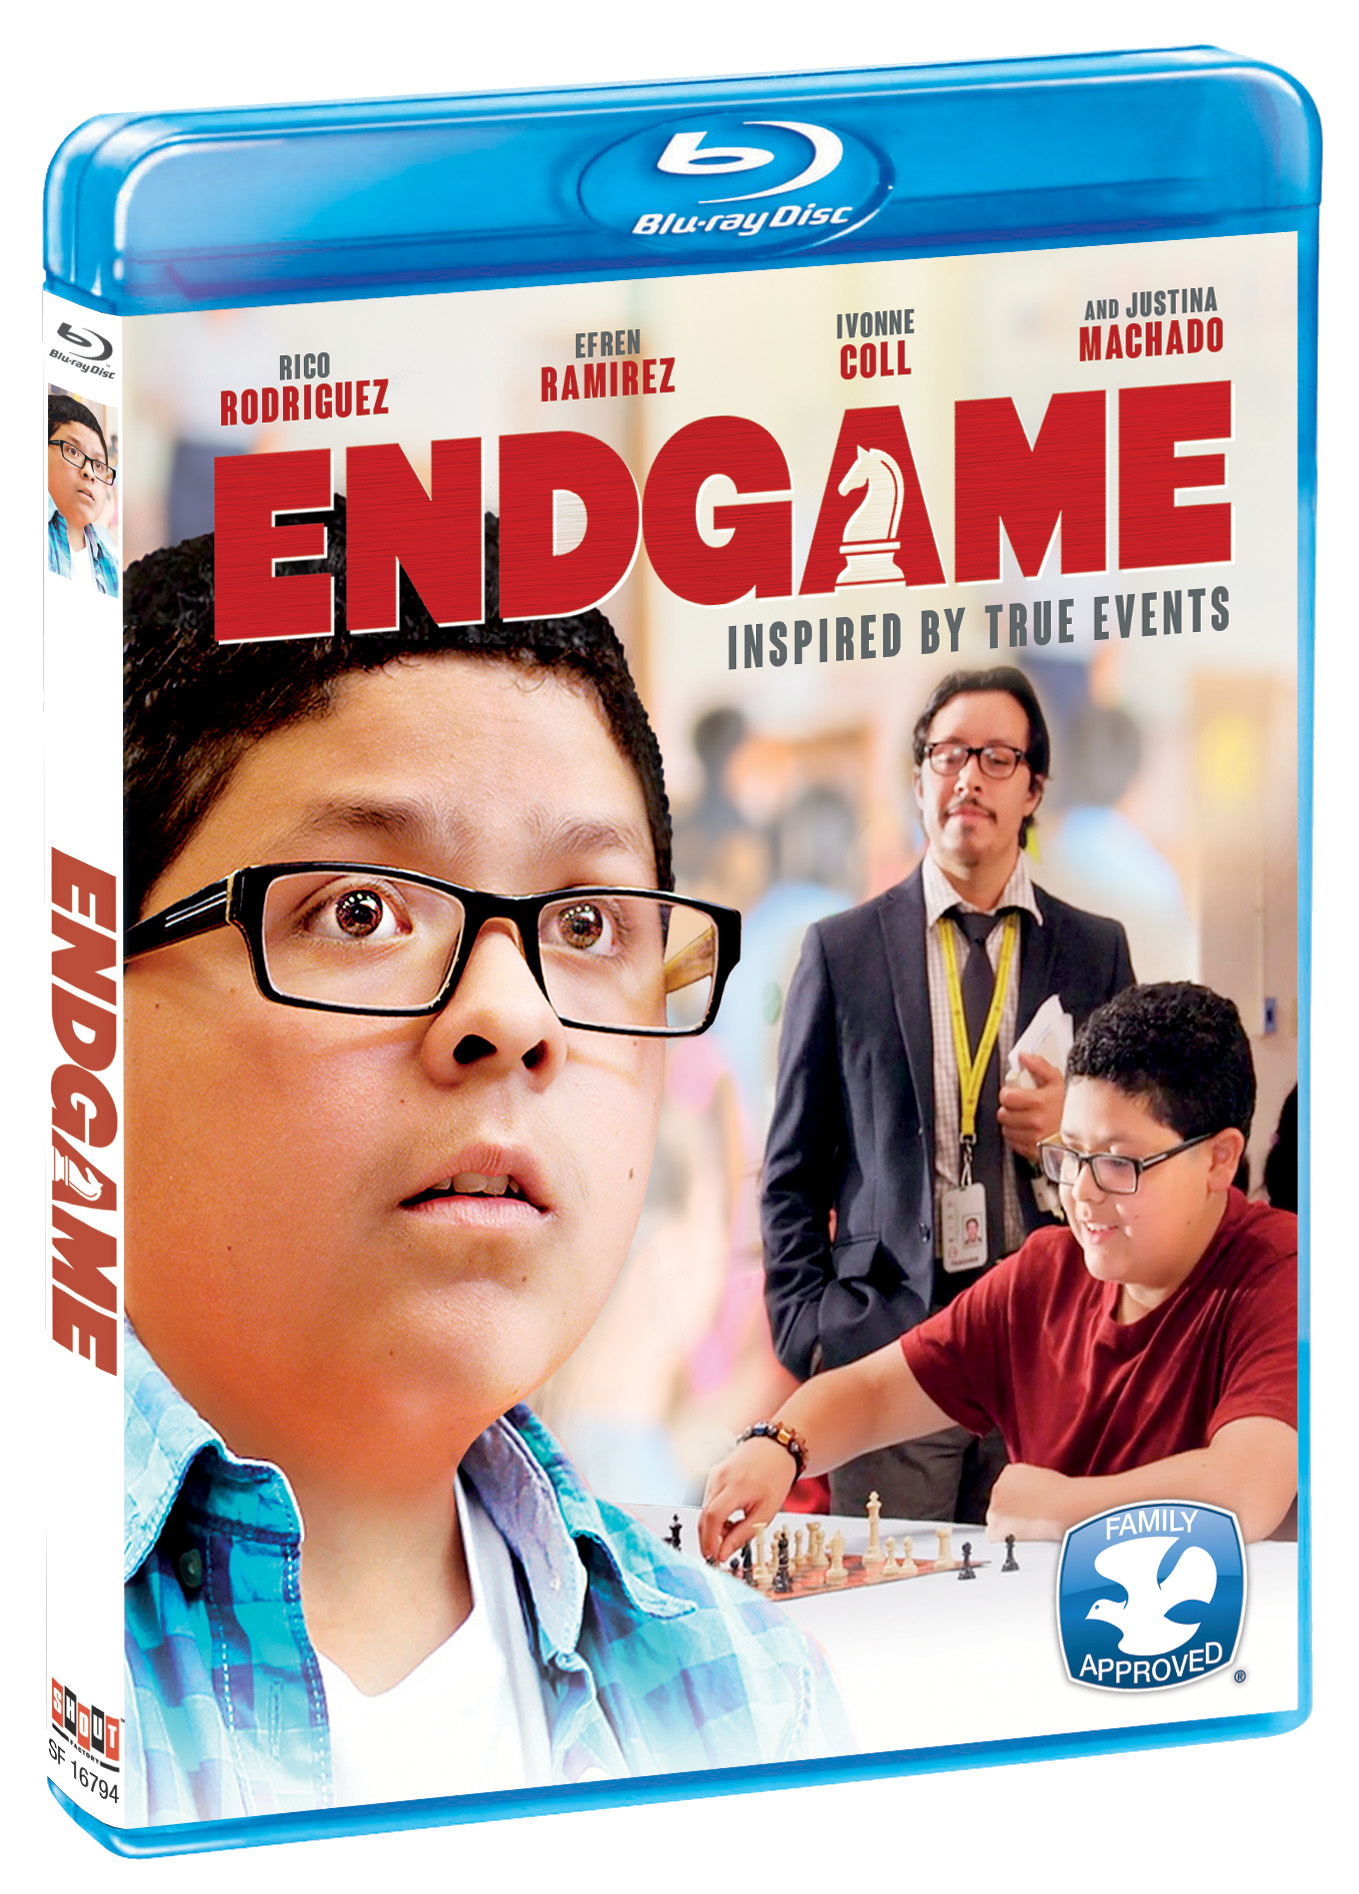 Blu-ray Disc
RICO
RODRIGUEZ
EFREN
RAMIREZ
IVONNE
COLL
AND JUSTINA
MACHADO
ENDGAME
INSPIRED BY TRUE EVENTS
FAMILY
APPROVED
®
Blu-ray Disc
ENDGAME
SHOUT
FACTORY
SF 16794